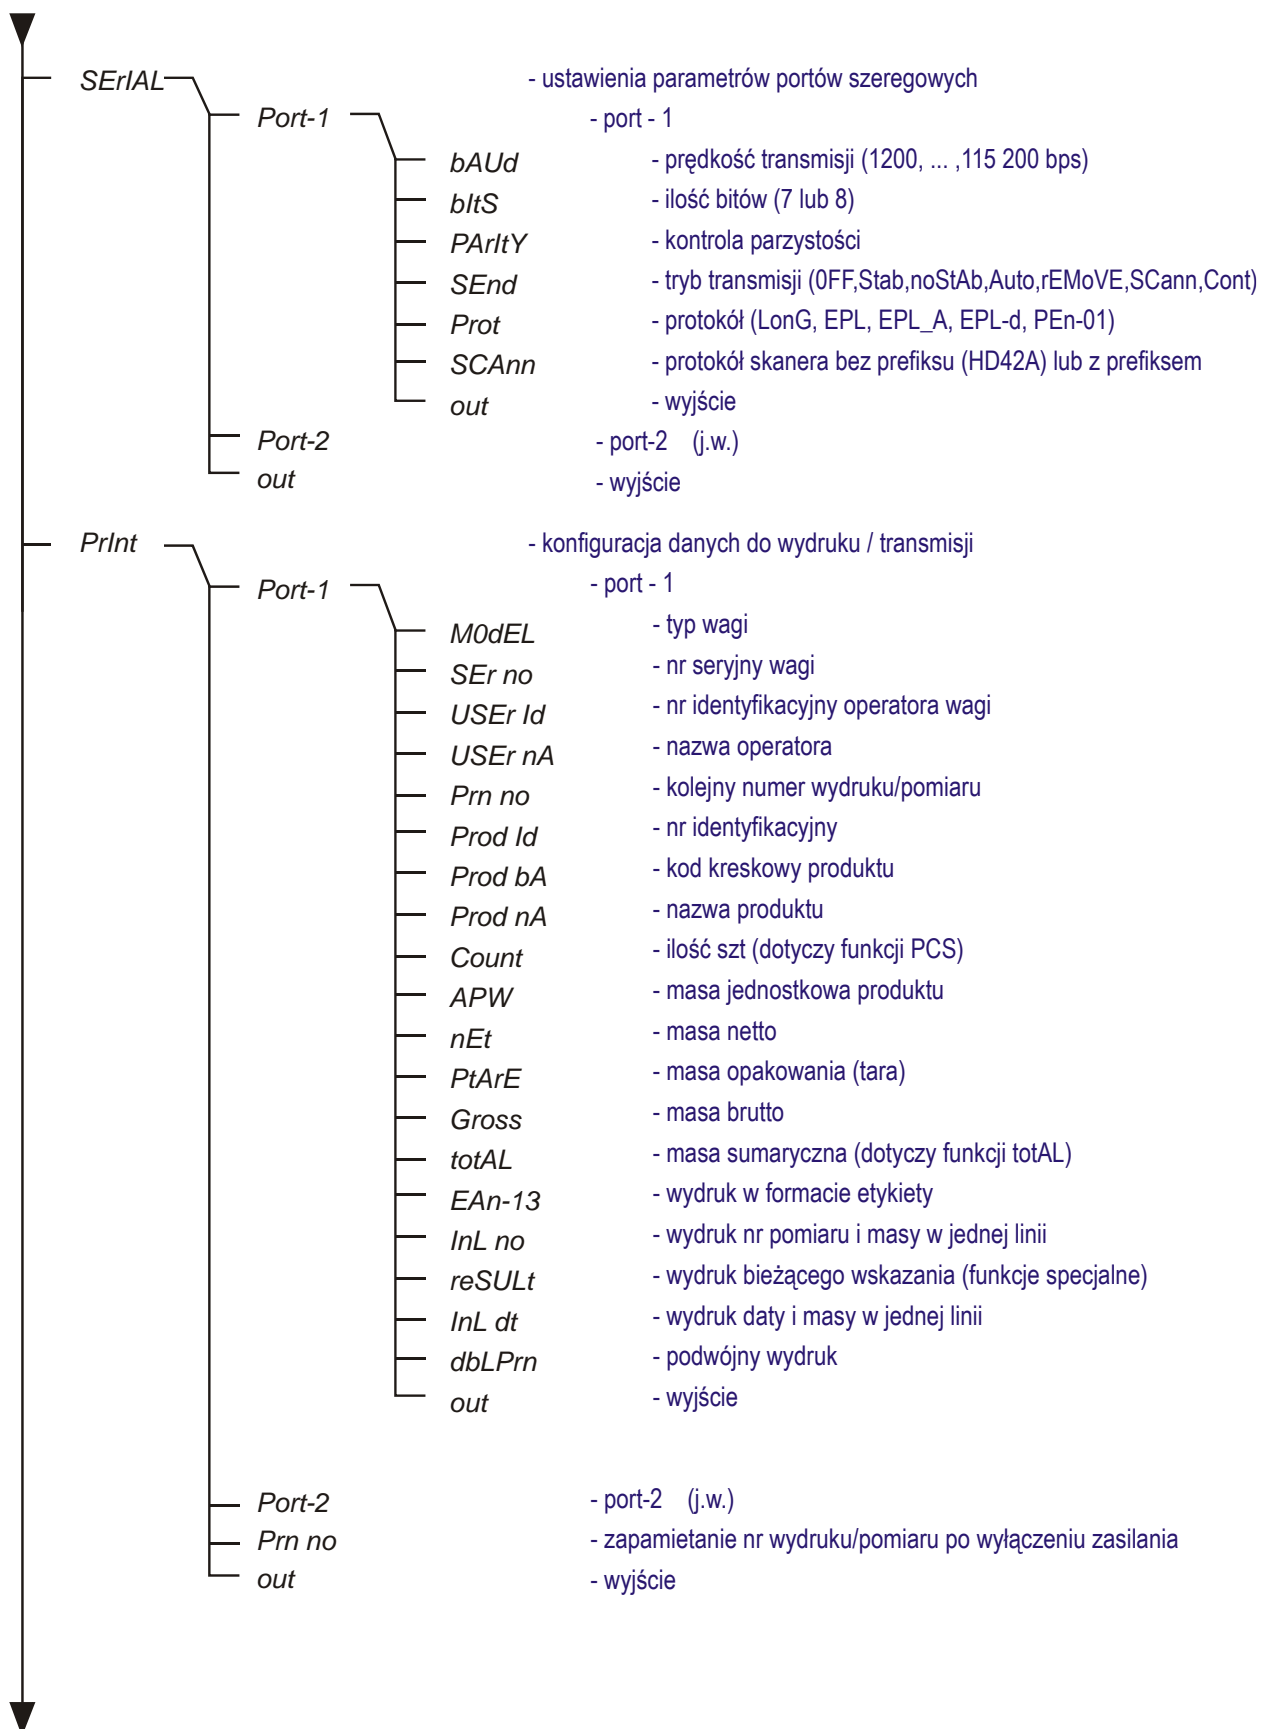 SErIAL - ustawienia parametrów portów szeregowych
Port-1 - port - 1
bAUd - prędkość transmisji (1200, ... ,115 200 bps)
bItS - ilość bitów (7 lub 8)
PArItY - kontrola parzystości
SEnd - tryb transmisji (0FF,Stab,noStAb,Auto,rEMoVE,SCann,Cont)
Prot - protokół (LonG, EPL, EPL_A, EPL-d, PEn-01)
SCAnn - protokół skanera bez prefiksu (HD42A) lub z prefiksem
out - wyjście
Port-2 - port-2 (j.w.)
out - wyjście
PrInt - konfiguracja danych do wydruku / transmisji
Port-1 - port - 1
M0dEL - typ wagi
SEr no - nr seryjny wagi
USEr Id - nr identyfikacyjny operatora wagi
USEr nA - nazwa operatora
Prn no - kolejny numer wydruku/pomiaru
Prod Id - nr identyfikacyjny
Prod bA - kod kreskowy produktu
Prod nA - nazwa produktu
Count - ilość szt (dotyczy funkcji PCS)
APW - masa jednostkowa produktu
nEt - masa netto
PtArE - masa opakowania (tara)
Gross - masa brutto
totAL - masa sumaryczna (dotyczy funkcji totAL)
EAn-13 - wydruk w formacie etykiety
InL no - wydruk nr pomiaru i masy w jednej linii
reSULt - wydruk bieżącego wskazania (funkcje specjalne)
InL dt - wydruk daty i masy w jednej linii
dbLPrn - podwójny wydruk
out - wyjście
Port-2 - port-2 (j.w.)
Prn no - zapamietanie nr wydruku/pomiaru po wyłączeniu zasilania
out - wyjście